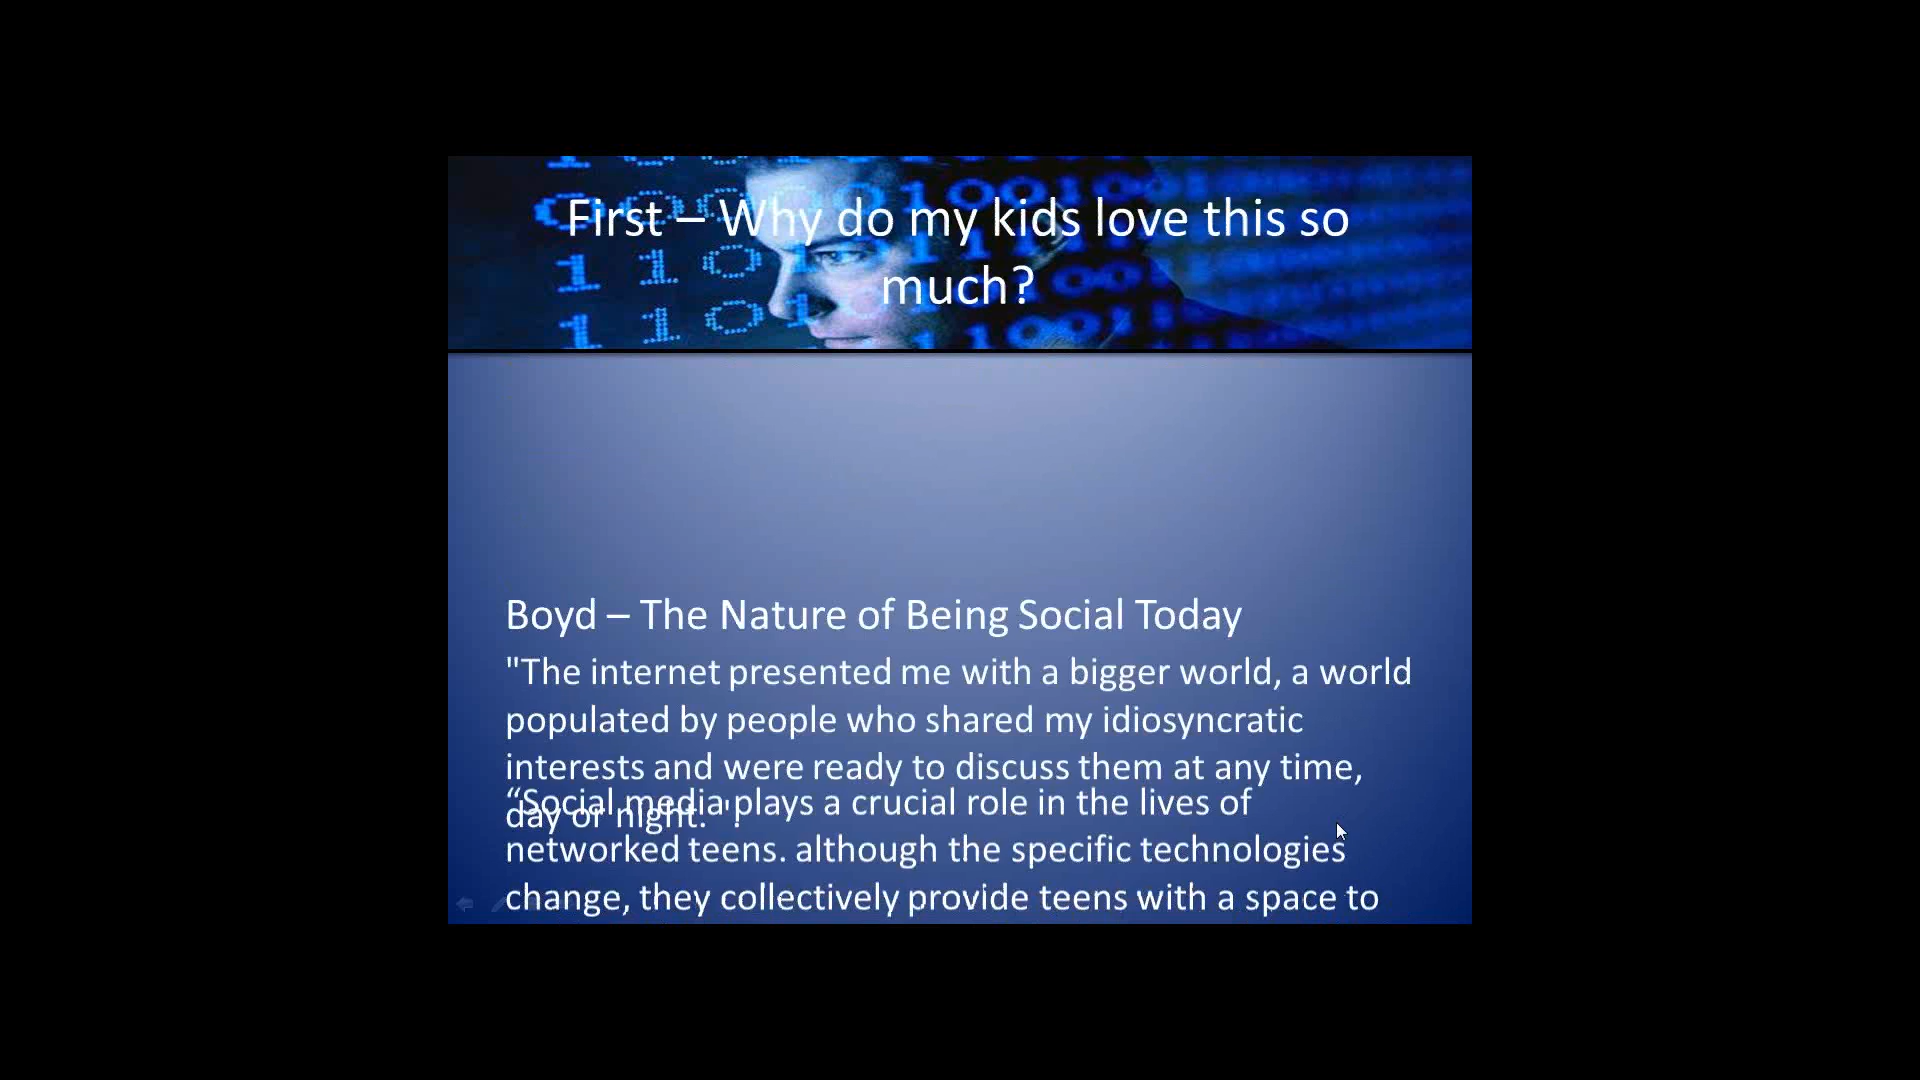 First – Why do my kids love this so
much?
Boyd – The Nature of Being Social Today
"The internet presented me with a bigger world, a world
populated by people who shared my idiosyncratic
interests and were ready to discuss them at any time,
day or night. ".
“Social media plays a crucial role in the lives of
networked teens. although the specific technologies
change, they collectively provide teens with a space to